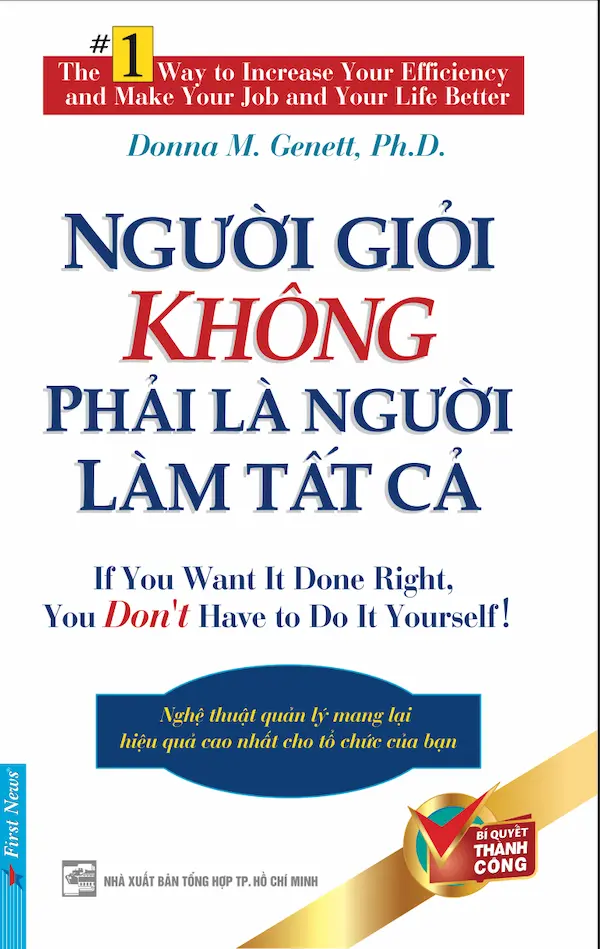 #1
The Way to Increase Your Efficiency
and Make Your Job and Your Life Better
Donna M. Genett, Ph.D.
NGƯỜI GIỎI
KHÔNG
PHẢI LÀ NGƯỜI
LÀM TẤT CẢ
If You Want It Done Right,
You Don't Have to Do It Yourself!
Nghệ thuật quản lý mang lại
hiệu quả cao nhất cho tổ chức của bạn
First News®
BÍ QUYẾT
THÀNH
CÔNG
NHÀ XUẤT BẢN TỔNG HỢP TP. HỒ CHÍ MINH